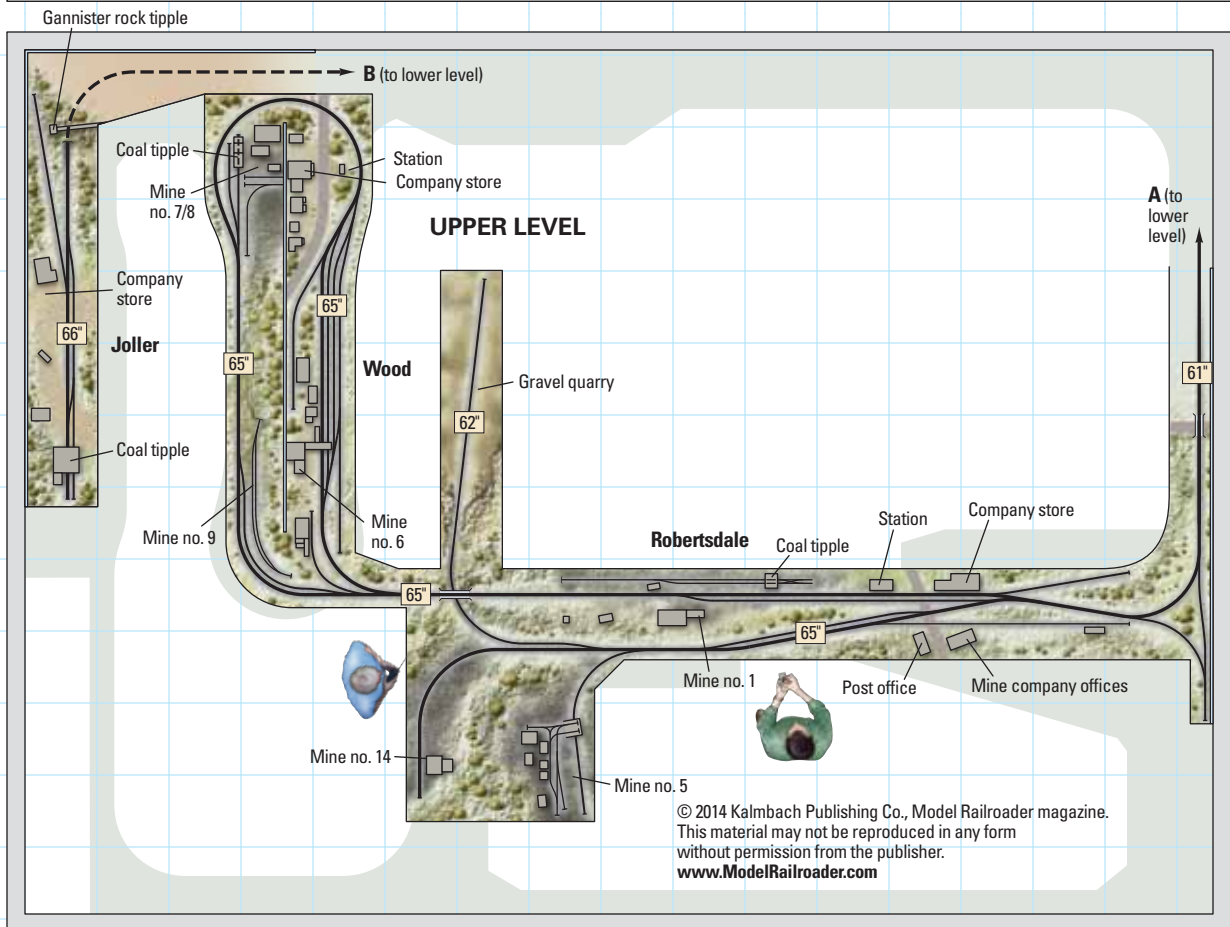 Gannister rock tipple
B (to lower level)
Coal tipple
Mine
no. 7/8
Station
Company store
UPPER LEVEL
A (to
lower
level)
Company
store
66"
Joller
65"
65"
Wood
Gravel quarry
62"
61"
Coal tipple
Mine no. 9
Mine
no. 6
Robertsdale
Coal tipple
Station
Company store
65"
65"
Mine no. 1
Post office
Mine company offices
Mine no. 14
Mine no. 5
© 2014 Kalmbach Publishing Co., Model Railroader magazine.
This material may not be reproduced in any form
without permission from the publisher.
www.ModelRailroader.com